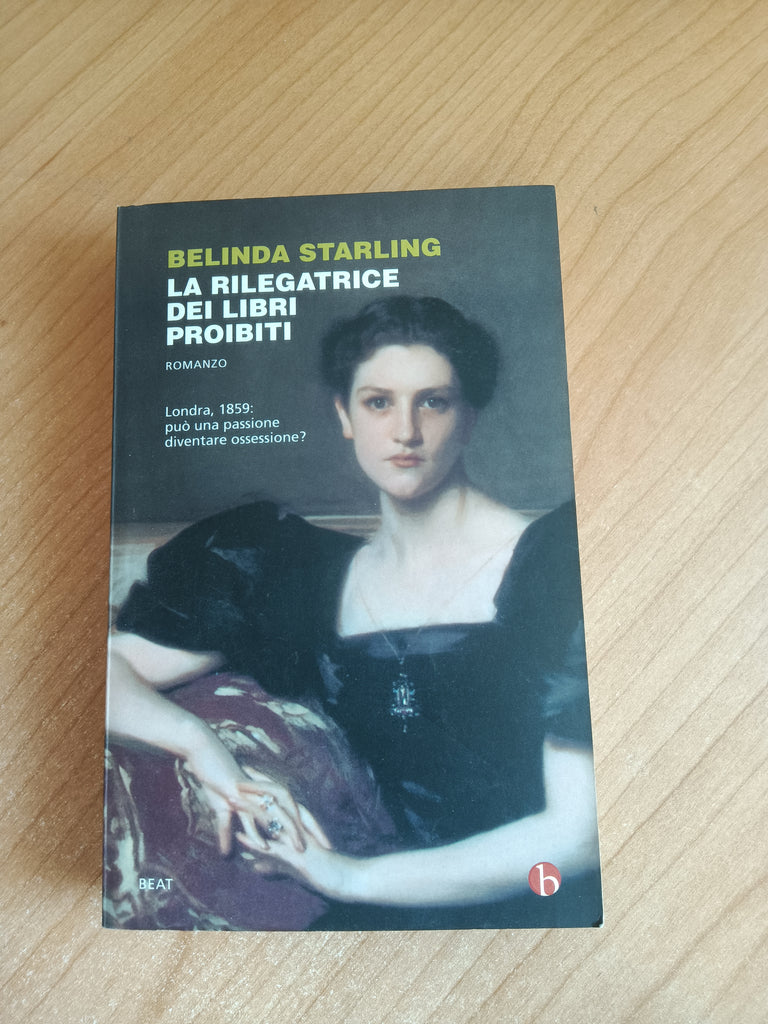 BELINDA STARLING
LA RILEGATRICE
DEI LIBRI
PROIBITI
ROMANZO
Londra, 1859:
può una passione
diventare ossessione?
BEAT
b